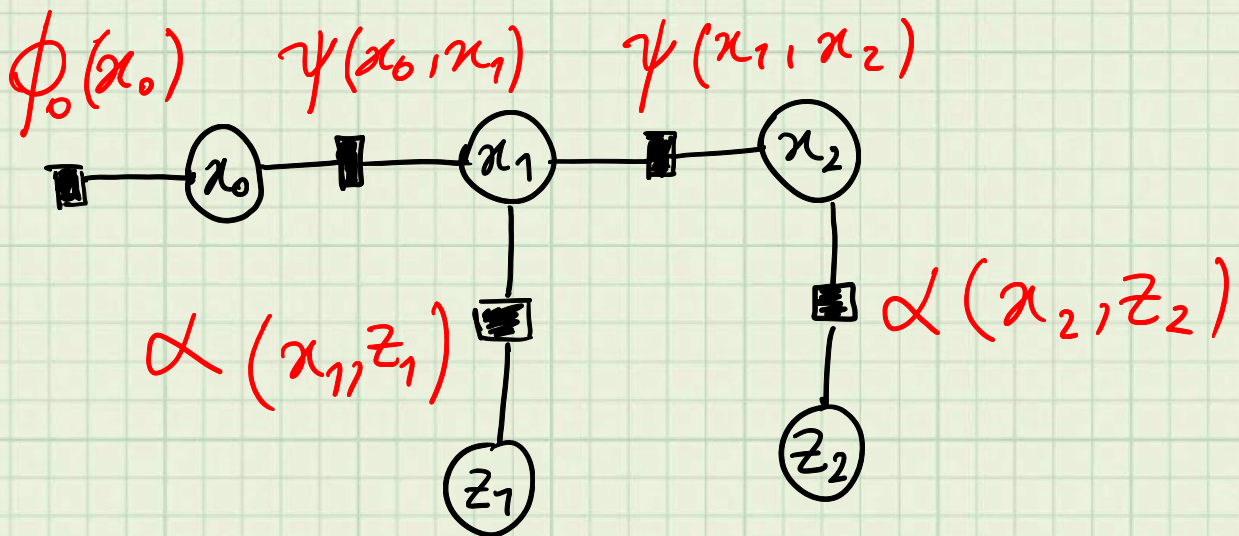 ϕ₀(x₀) ψ(x₀,x₁) ψ(x₁,x₂)
x₀ x₁ x₂
α(x₁,z₁) α(x₂,z₂)
z₁ z₂